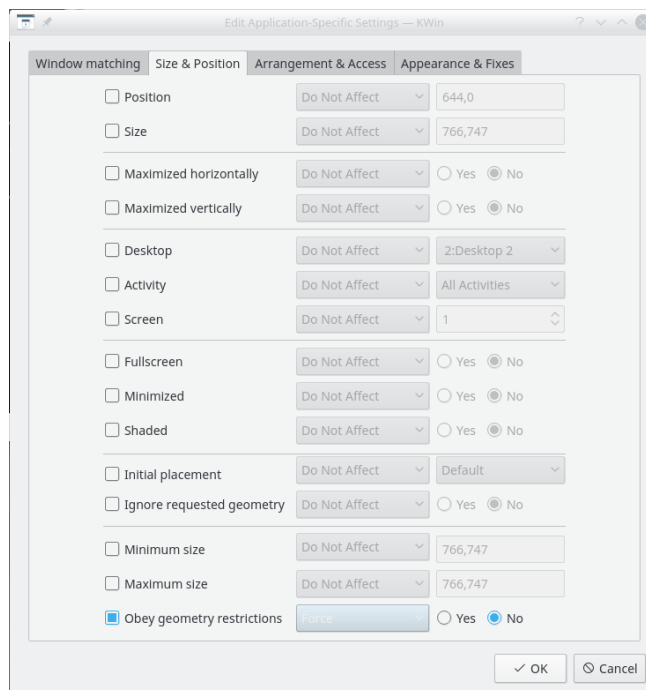 Edit Application-Specific Settings — KWin
Window matching Size & Position Arrangement & Access Appearance & Fixes
Position Do Not Affect 644,0
Size Do Not Affect 766,747
Maximized horizontally Do Not Affect Yes No
Maximized vertically Do Not Affect Yes No
Desktop Do Not Affect 2:Desktop 2
Activity Do Not Affect All Activities
Screen Do Not Affect 1
Fullscreen Do Not Affect Yes No
Minimized Do Not Affect Yes No
Shaded Do Not Affect Yes No
Initial placement Do Not Affect Default
Ignore requested geometry Do Not Affect Yes No
Minimum size Do Not Affect 766,747
Maximum size Do Not Affect 766,747
Obey geometry restrictions Force Yes No
OK Cancel